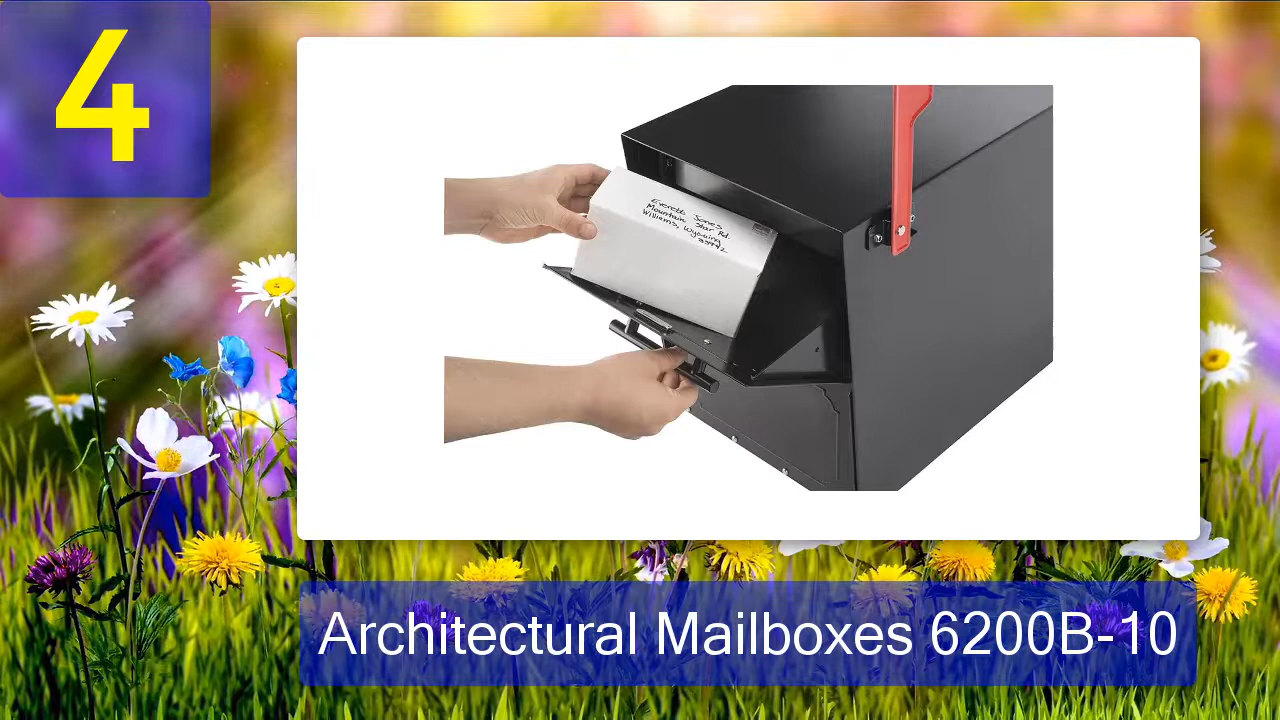 4
Everett Jones
Mountain Star Rd.
Williams, Wyoming
Architectural Mailboxes 6200B-10